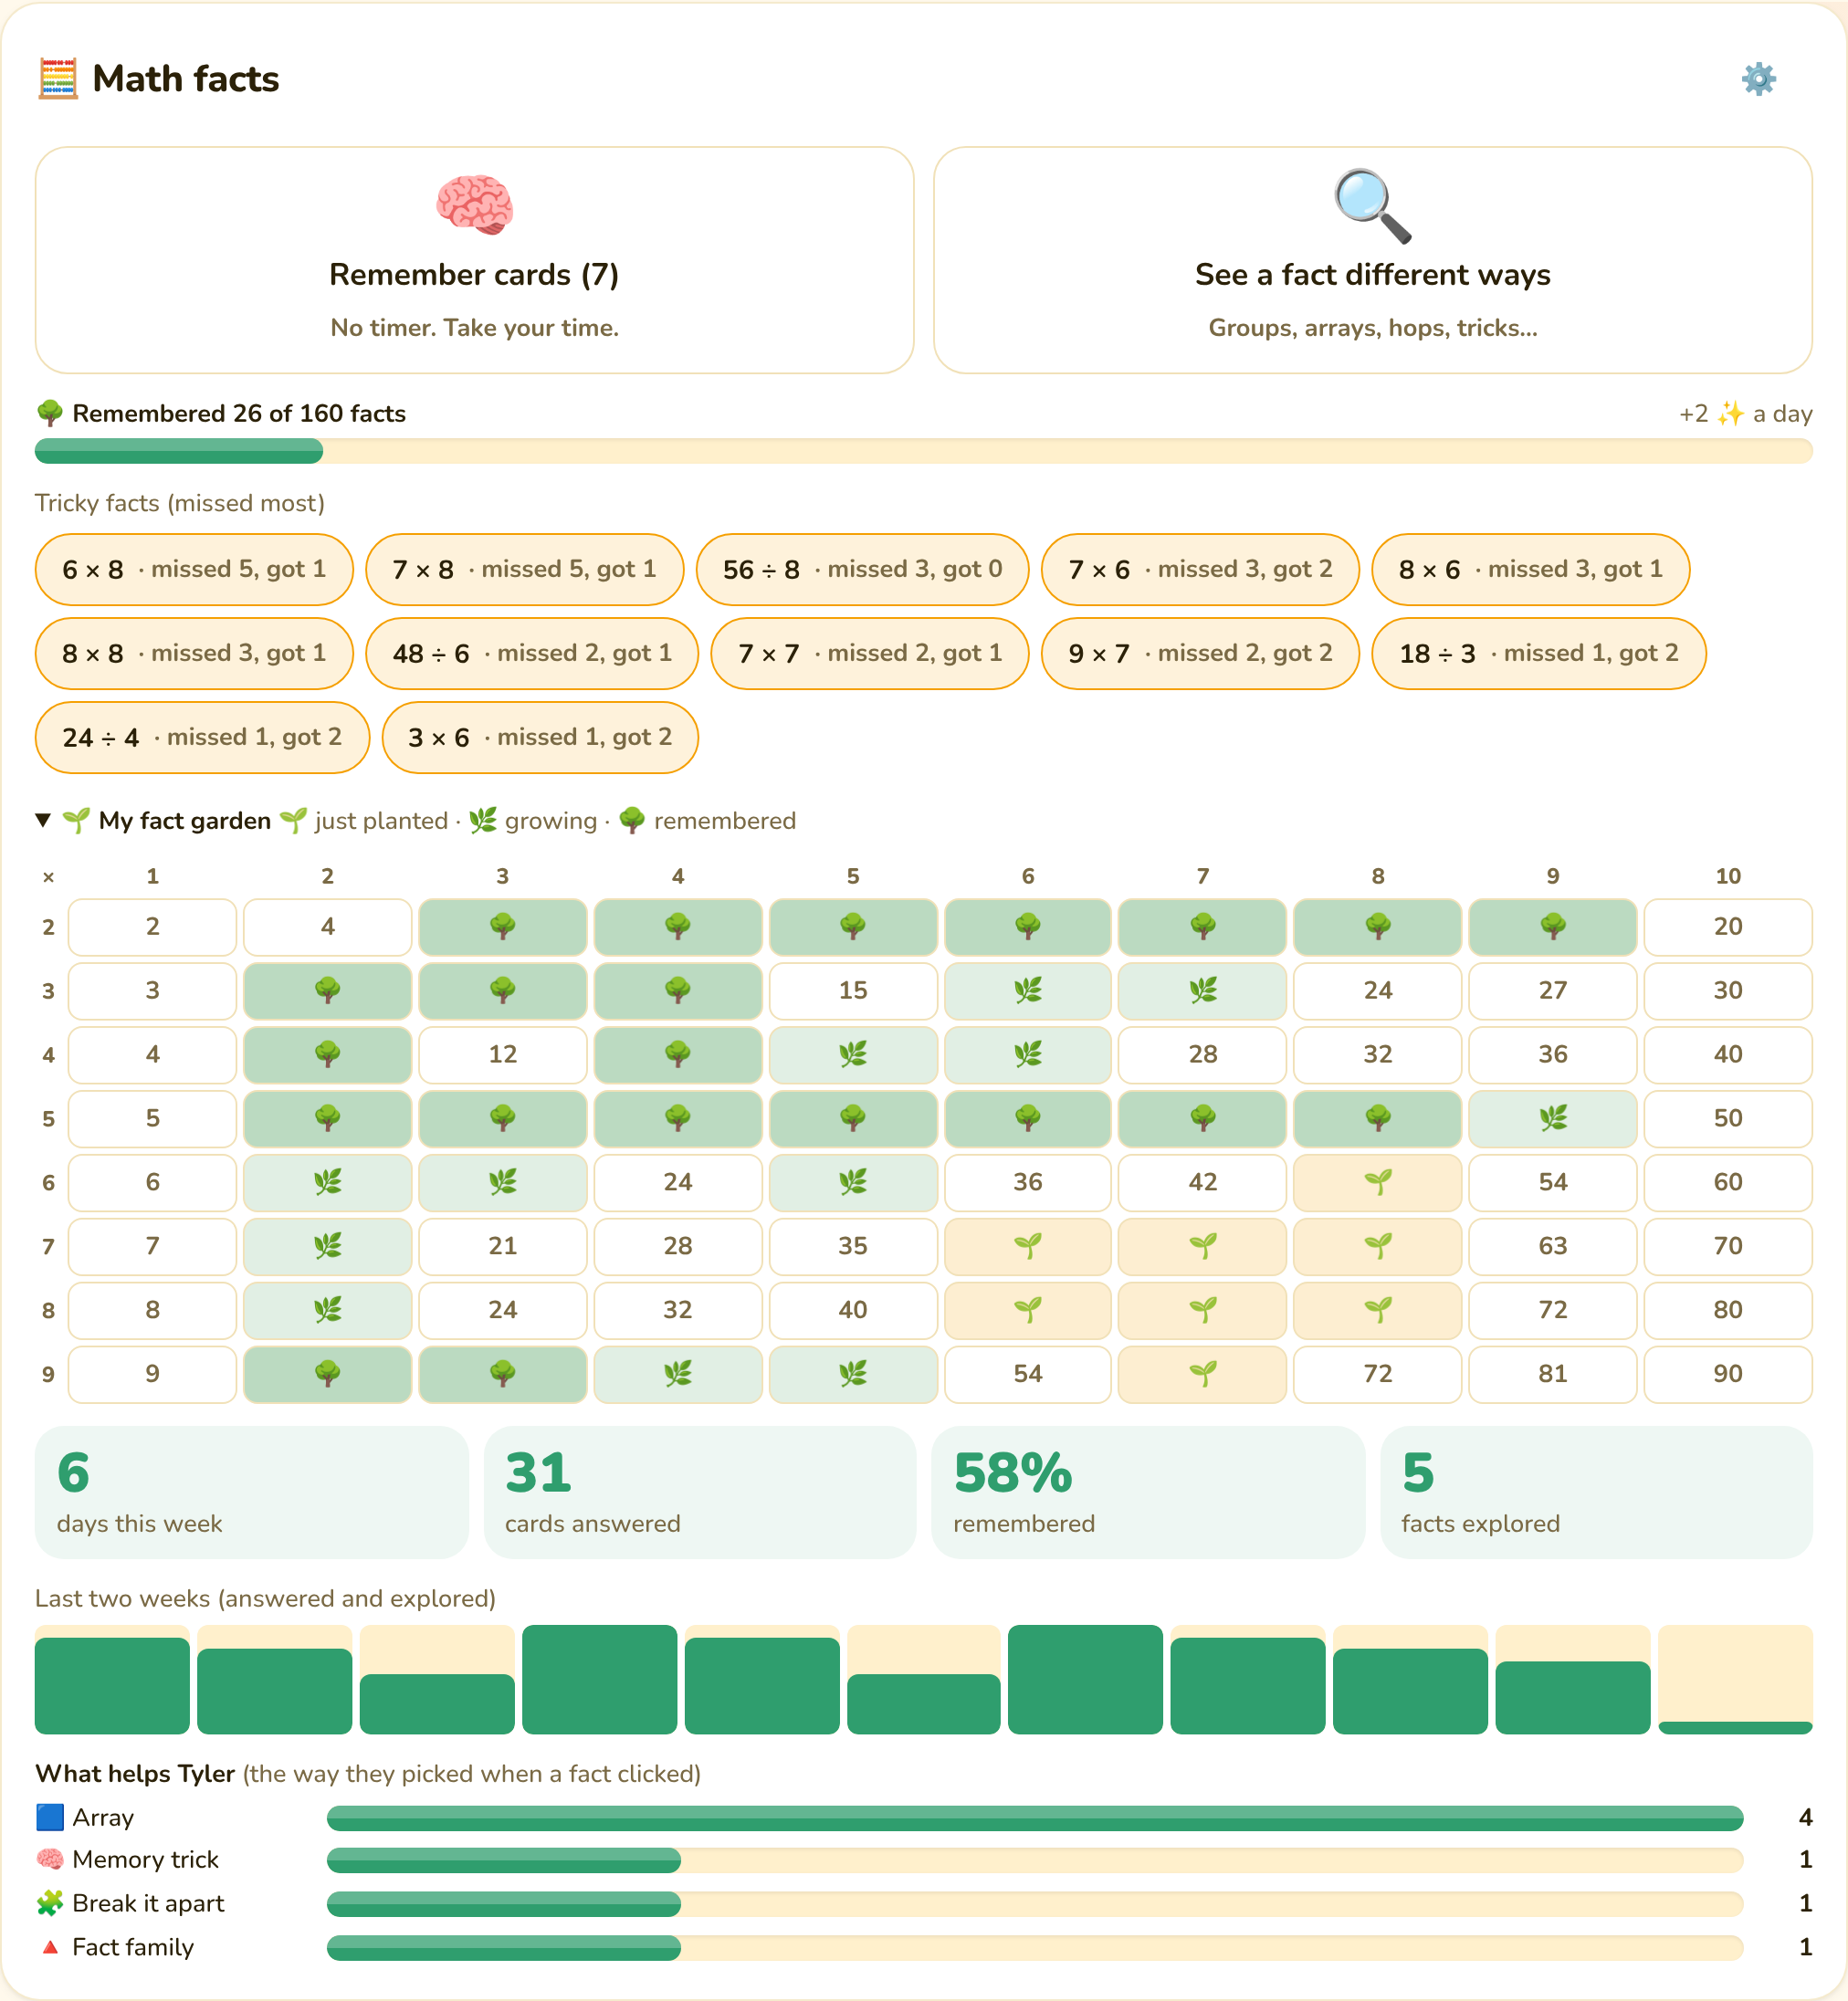 🧮 Math facts
Remember cards (7)
No timer. Take your time.
See a fact different ways
Groups, arrays, hops, tricks...
🌳 Remembered 26 of 160 facts
+2 ✨ a day
Tricky facts (missed most)
6 × 8 · missed 5, got 1
7 × 8 · missed 5, got 1
56 ÷ 8 · missed 3, got 0
7 × 6 · missed 3, got 2
8 × 6 · missed 3, got 1
8 × 8 · missed 3, got 1
48 ÷ 6 · missed 2, got 1
7 × 7 · missed 2, got 1
9 × 7 · missed 2, got 2
18 ÷ 3 · missed 1, got 2
24 ÷ 4 · missed 1, got 2
3 × 6 · missed 1, got 2
▼ 🌱 My fact garden 🌱 just planted · 🌿 growing · 🌳 remembered
× 1 2 3 4 5 6 7 8 9 10
2 2 4 🌳 🌳 🌳 🌳 🌳 🌳 🌳 20
3 3 🌳 🌳 🌳 15 🌿 🌿 24 27 30
4 4 🌳 12 🌳 🌿 🌿 28 32 36 40
5 5 🌳 🌳 🌳 🌳 🌳 🌳 🌳 🌿 50
6 6 🌿 🌿 24 🌿 36 42 🌱 54 60
7 7 🌿 21 28 35 🌱 🌱 🌱 63 70
8 8 🌿 24 32 40 🌱 🌱 🌱 72 80
9 9 🌳 🌳 🌿 🌿 54 🌱 72 81 90
6
days this week
31
cards answered
58%
remembered
5
facts explored
Last two weeks (answered and explored)
What helps Tyler (the way they picked when a fact clicked)
🟦 Array 4
🧠 Memory trick 1
🧩 Break it apart 1
🔺 Fact family 1